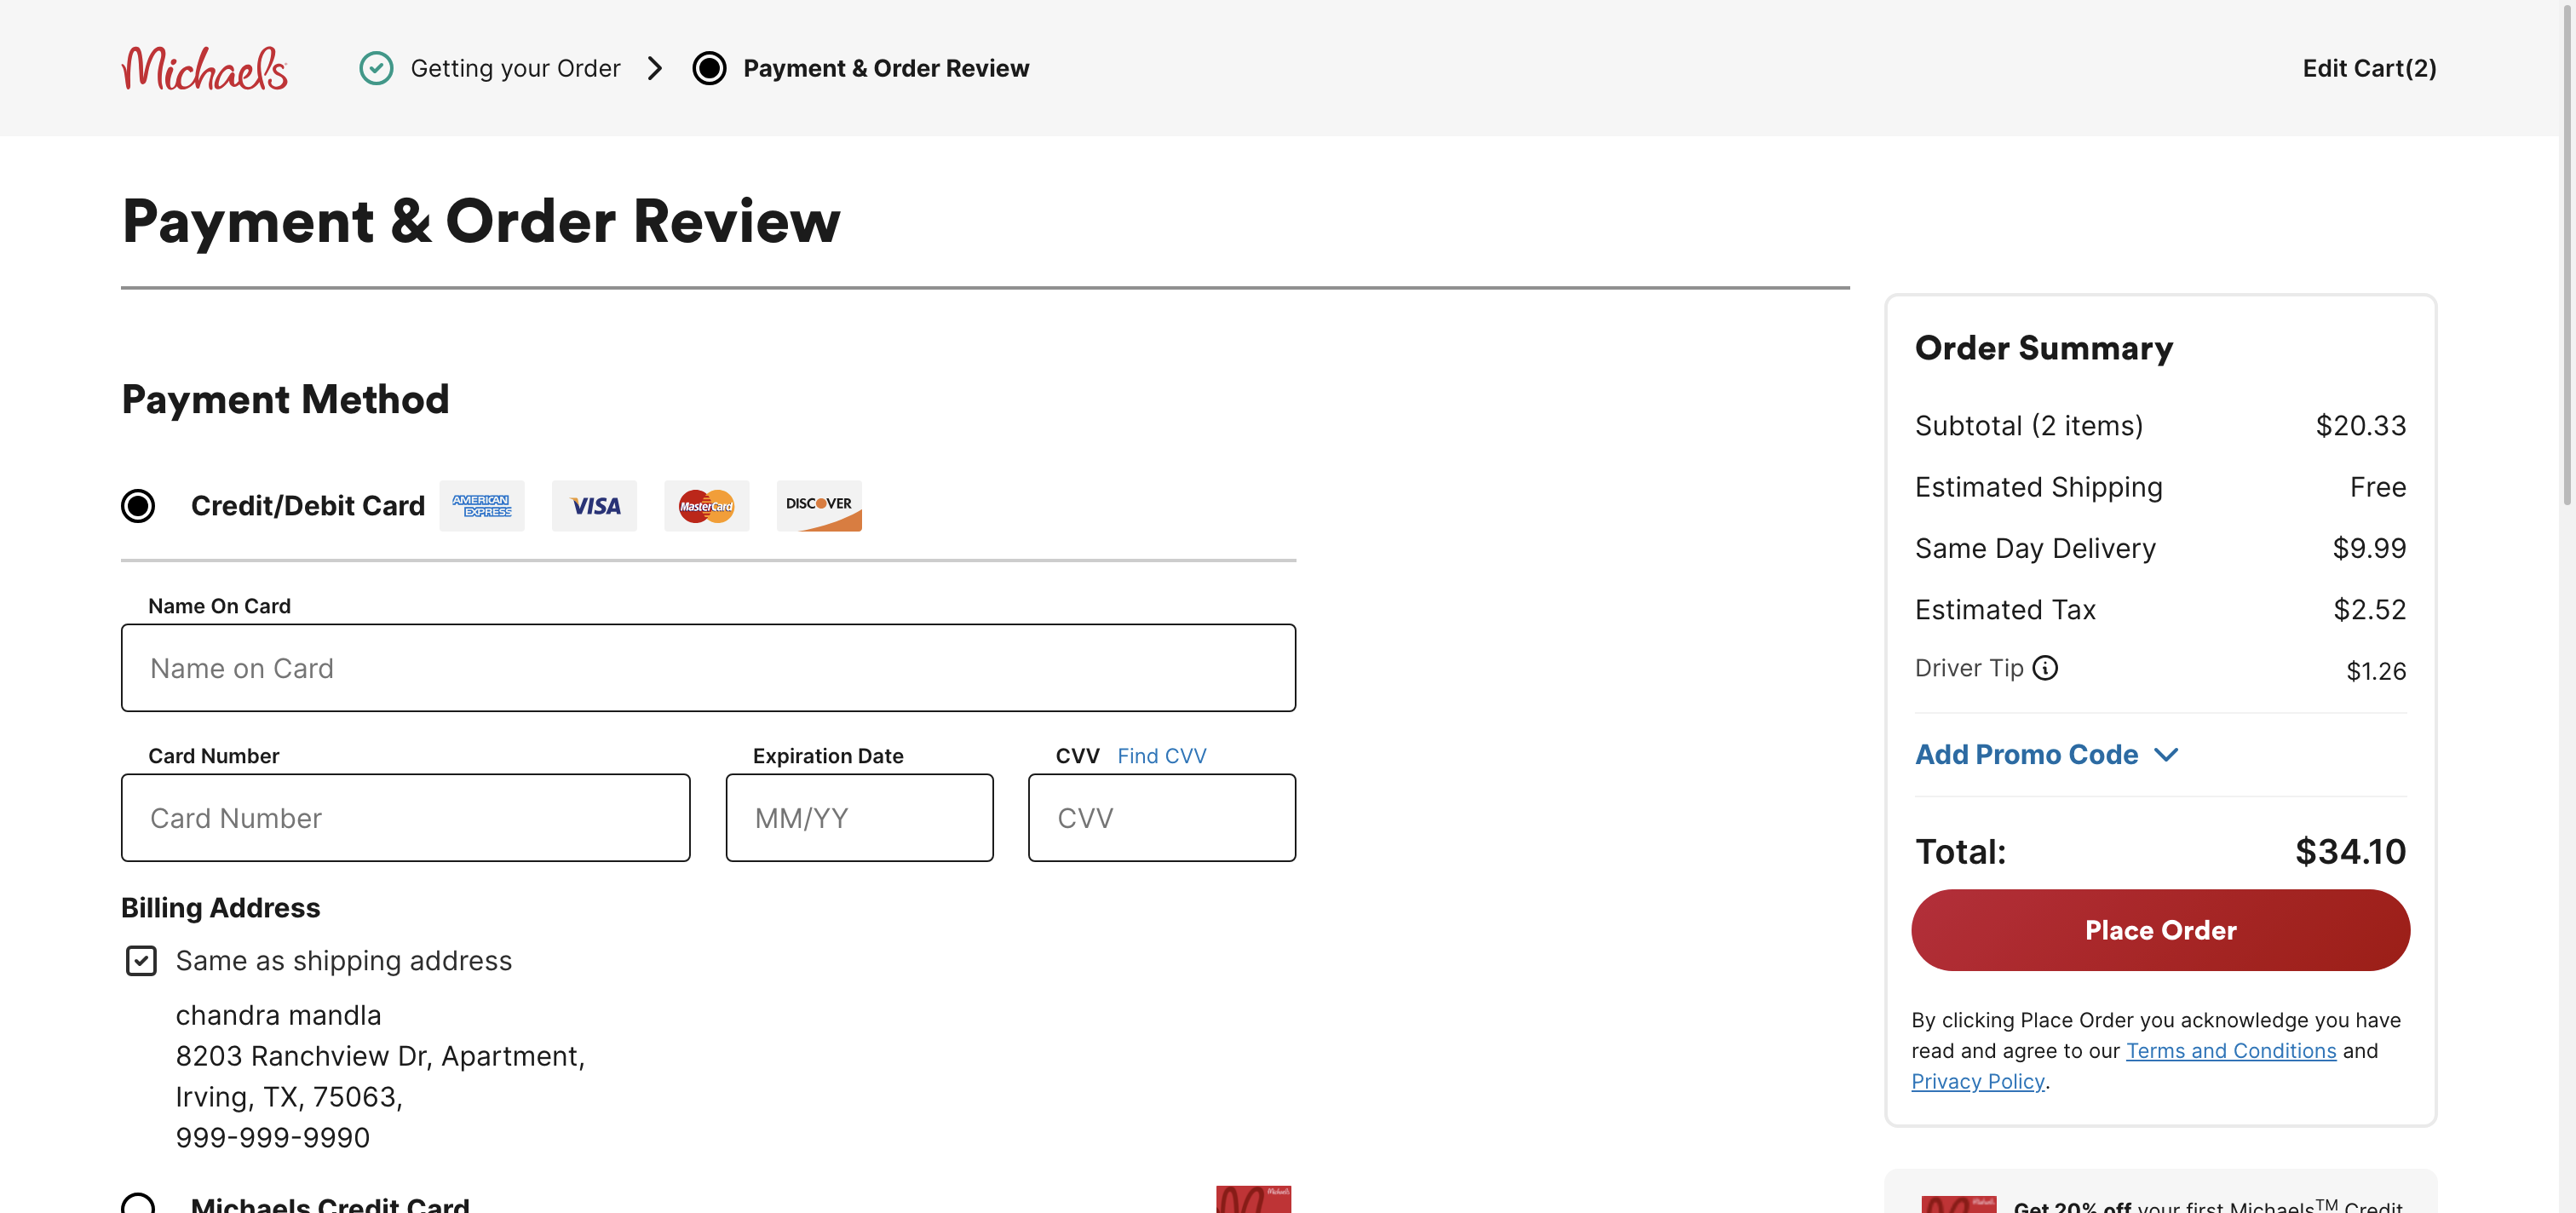 Michaels
Getting your Order
Payment & Order Review
Edit Cart(2)
Payment & Order Review
Payment Method
Credit/Debit Card
AMERICAN EXPRESS
VISA
MasterCard
DISCOVER
Name On Card
Name on Card
Card Number
Expiration Date
CVV Find CVV
Card Number
MM/YY
CVV
Billing Address
Same as shipping address
chandra mandla
8203 Ranchview Dr, Apartment,
Irving, TX, 75063,
999-999-9990
Michaels Credit Card
Michaels
Order Summary
Subtotal (2 items) $20.33
Estimated Shipping Free
Same Day Delivery $9.99
Estimated Tax $2.52
Driver Tip $1.26
Add Promo Code
Total: $34.10
Place Order
By clicking Place Order you acknowledge you have
read and agree to our Terms and Conditions and
Privacy Policy.
Michaels
Get 20% off your first Michaels™ Credit